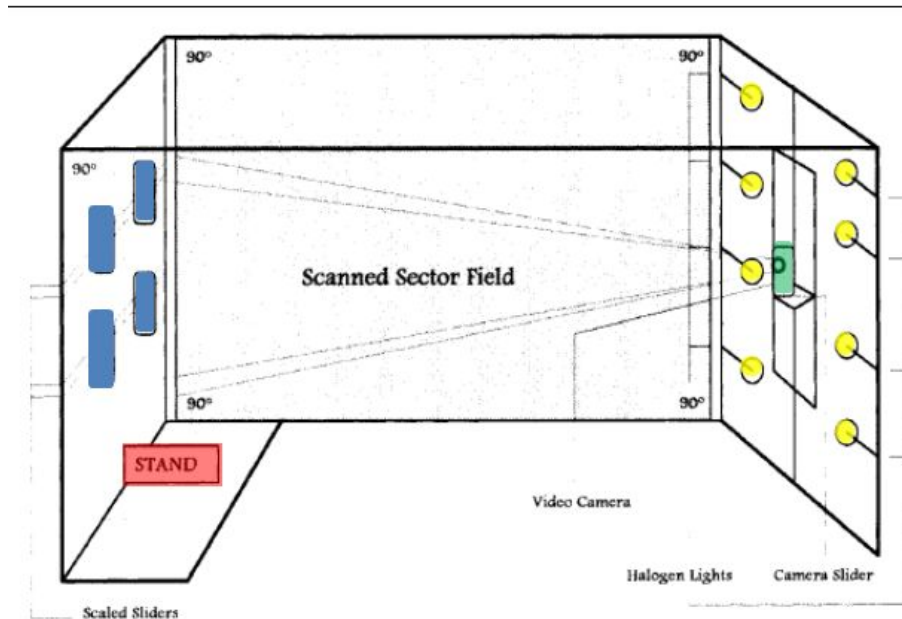 90°
90°
90°
Scanned Sector Field
90°
90°
STAND
Video Camera
Halogen Lights
Camera Slider
Scaled Sliders